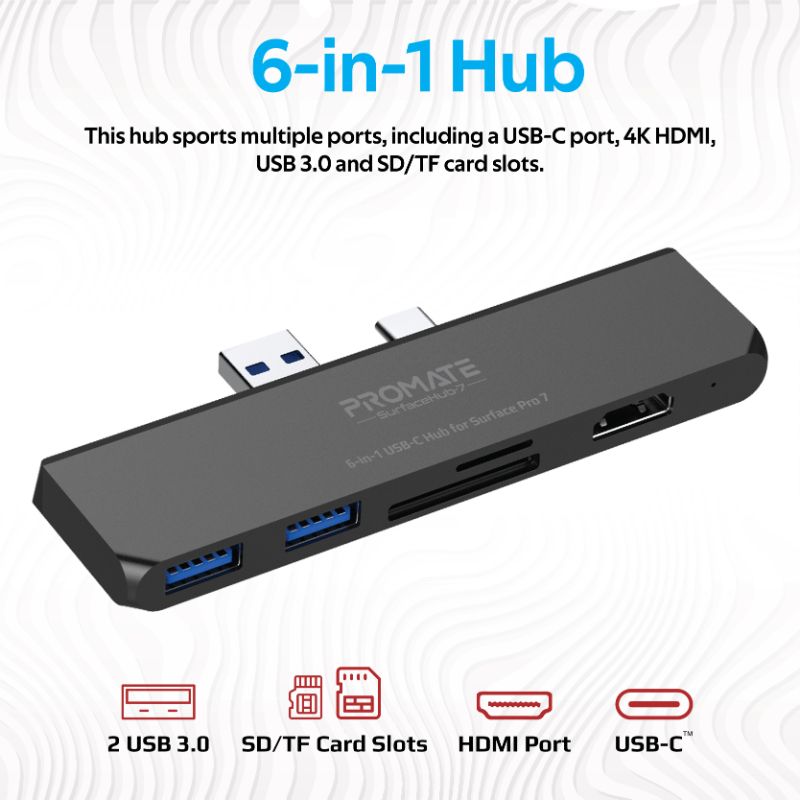 6-in-1 Hub
This hub sports multiple ports, including a USB-C port, 4K HDMI,
USB 3.0 and SD/TF card slots.
PROMATE
SurfaceHub-7
6-in-1 USB-C Hub for Surface Pro 7
2 USB 3.0
SD/TF Card Slots
HDMI Port
USB-C™